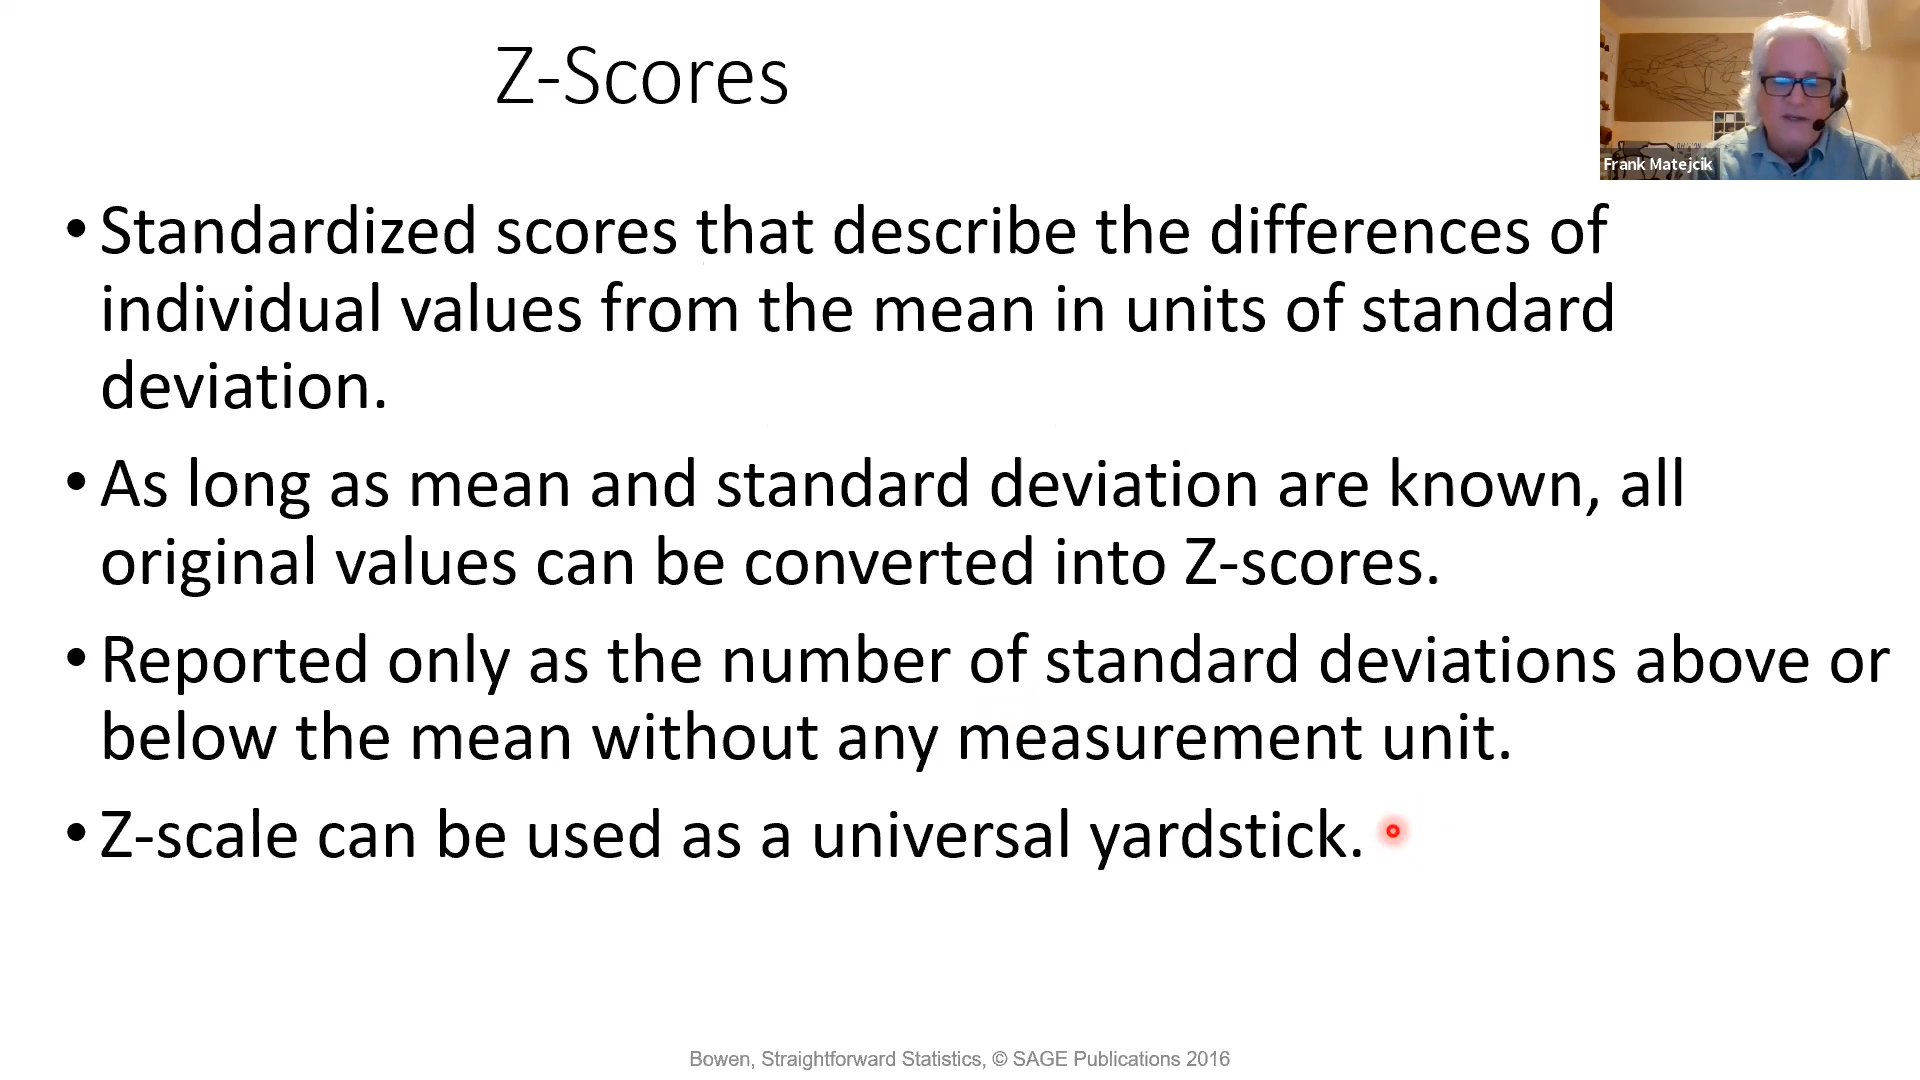 Z-Scores
Frank Matejcik
• Standardized scores that describe the differences of
individual values from the mean in units of standard
deviation.
• As long as mean and standard deviation are known, all
original values can be converted into Z-scores.
• Reported only as the number of standard deviations above or
below the mean without any measurement unit.
• Z-scale can be used as a universal yardstick.
Bowen, Straightforward Statistics, © SAGE Publications 2016